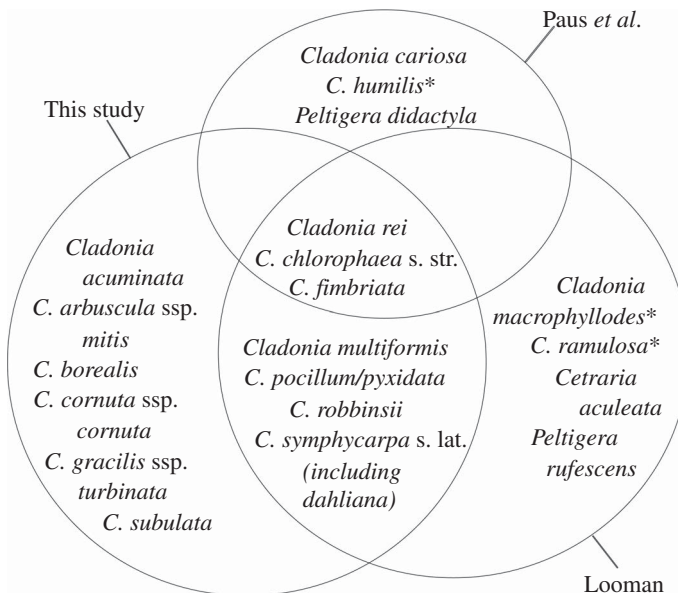 Paus et al.
Cladonia cariosa
C. humilis*
Peltigera didactyla
This study
Cladonia rei
C. chlorophaea s. str.
C. fimbriata
Cladonia
acuminata
C. arbuscula ssp.
mitis
C. borealis
C. cornuta ssp.
cornuta
C. gracilis ssp.
turbinata
C. subulata
Cladonia multiformis
C. pocillum/pyxidata
C. robbinsii
C. symphycarpa s. lat.
(including
dahliana)
Cladonia
macrophyllodes*
C. ramulosa*
Cetraria
aculeata
Peltigera
rufescens
Looman